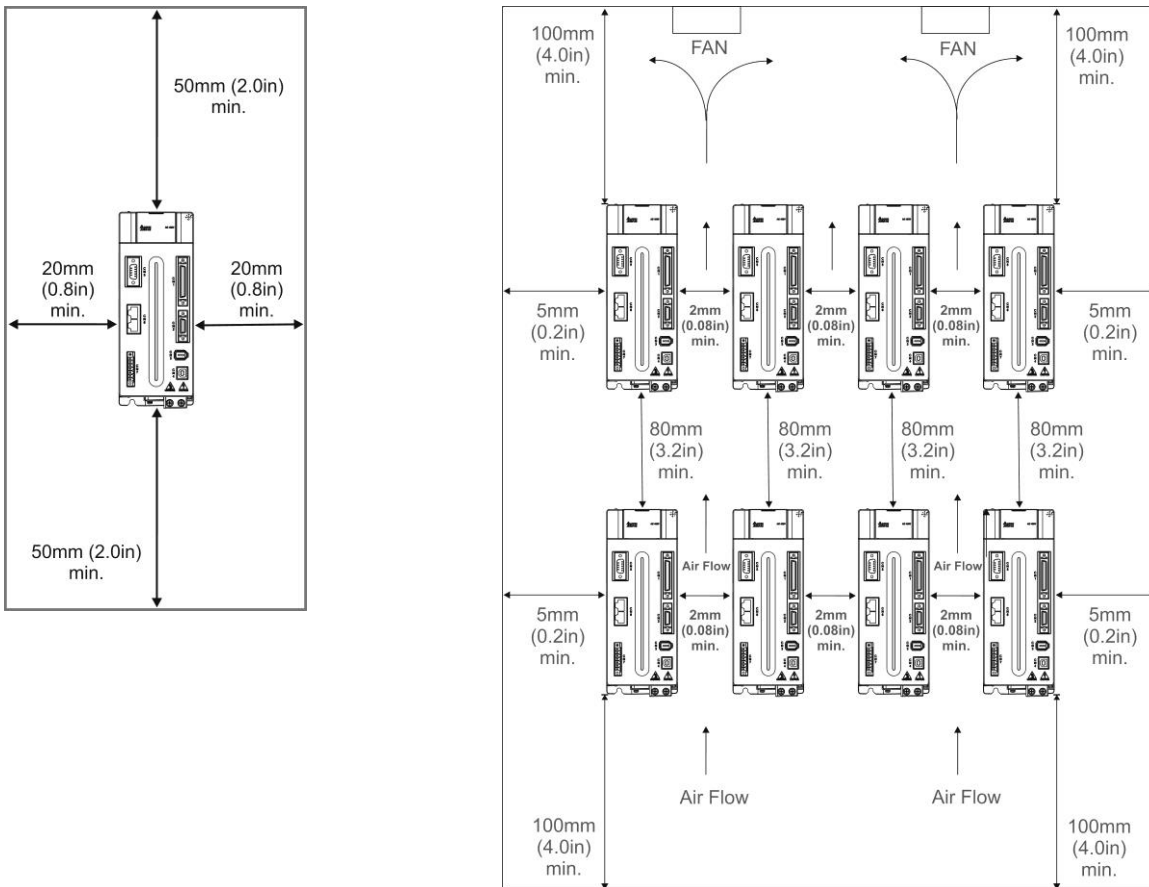 50mm (2.0in)
min.
20mm
(0.8in)
min.
20mm
(0.8in)
min.
50mm (2.0in)
min.
100mm
(4.0in)
min.
FAN
FAN
100mm
(4.0in)
min.
5mm
(0.2in)
min.
2mm
(0.08in)
min.
2mm
(0.08in)
min.
2mm
(0.08in)
min.
5mm
(0.2in)
min.
80mm
(3.2in)
min.
80mm
(3.2in)
min.
80mm
(3.2in)
min.
80mm
(3.2in)
min.
Air Flow
Air Flow
5mm
(0.2in)
min.
2mm
(0.08in)
min.
2mm
(0.08in)
min.
2mm
(0.08in)
min.
5mm
(0.2in)
min.
Air Flow
Air Flow
100mm
(4.0in)
min.
100mm
(4.0in)
min.